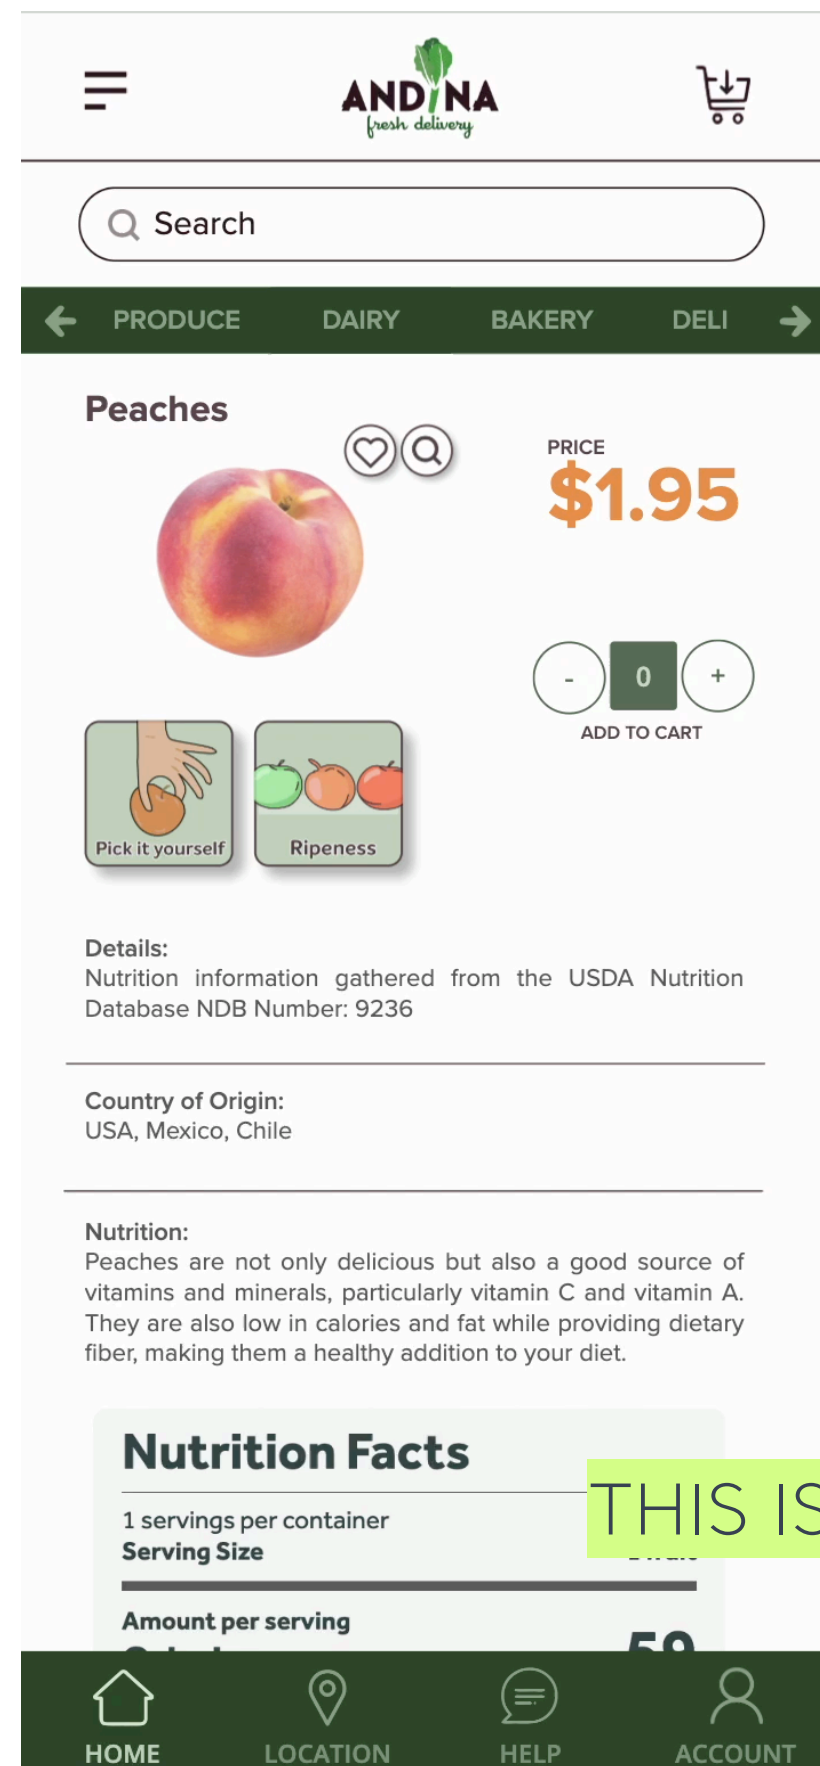 ANDINA
fresh delivery
Search
PRODUCE DAIRY BAKERY DELI
Peaches
PRICE
$1.95
- 0 +
ADD TO CART
Pick it yourself Ripeness
Details:
Nutrition information gathered from the USDA Nutrition
Database NDB Number: 9236
Country of Origin:
USA, Mexico, Chile
Nutrition:
Peaches are not only delicious but also a good source of
vitamins and minerals, particularly vitamin C and vitamin A.
They are also low in calories and fat while providing dietary
fiber, making them a healthy addition to your diet.
Nutrition Facts
THIS IS
1 servings per container
Serving Size
Amount per serving
59
HOME LOCATION HELP ACCOUNT